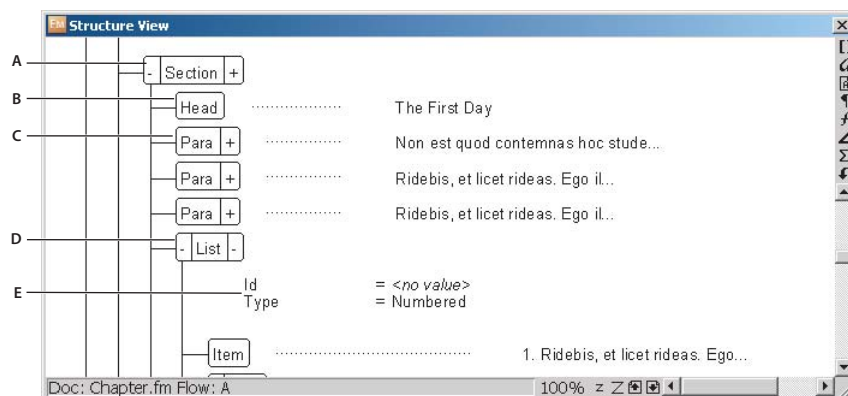 Fm Structure View
A - Section +
B Head The First Day
C Para + Non est quod contemnas hoc stude...
Para + Ridebis, et licet rideas. Ego il...
Para + Ridebis, et licet rideas. Ego il...
D - List -
E Id = <no value>
Type = Numbered
Item 1. Ridebis, et licet rideas. Ego...
Doc: Chapter.fm Flow: A 100% z Z